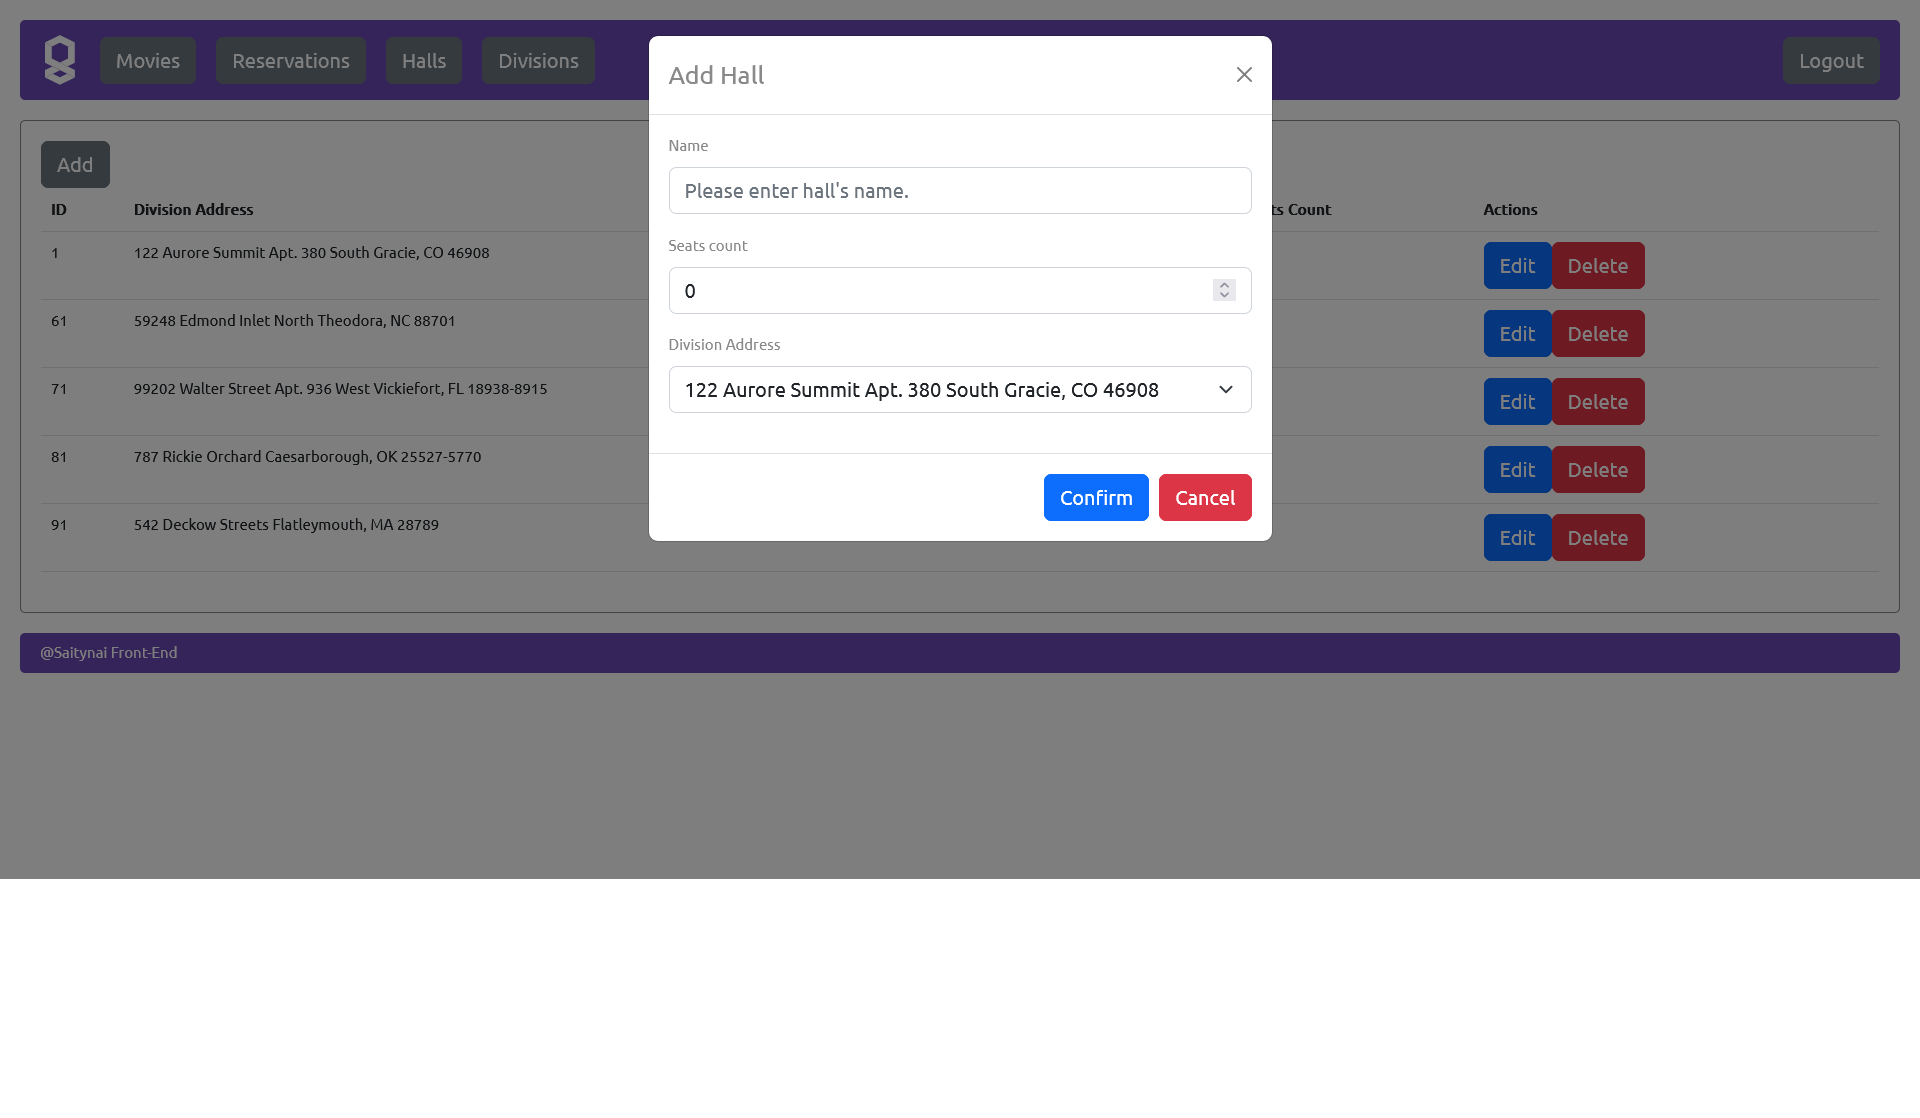 Movies Reservations Halls Divisions Logout
Add Hall
Add
Name
Please enter hall's name.
ID Division Address ts Count Actions
Seats count
1 122 Aurore Summit Apt. 380 South Gracie, CO 46908 Edit Delete
0
61 59248 Edmond Inlet North Theodora, NC 88701 Edit Delete
Division Address
122 Aurore Summit Apt. 380 South Gracie, CO 46908
71 99202 Walter Street Apt. 936 West Vickiefort, FL 18938-8915 Edit Delete
81 787 Rickie Orchard Caesarborough, OK 25527-5770 Edit Delete
Confirm Cancel
91 542 Deckow Streets Flatleymouth, MA 28789 Edit Delete
@Saitynai Front-End